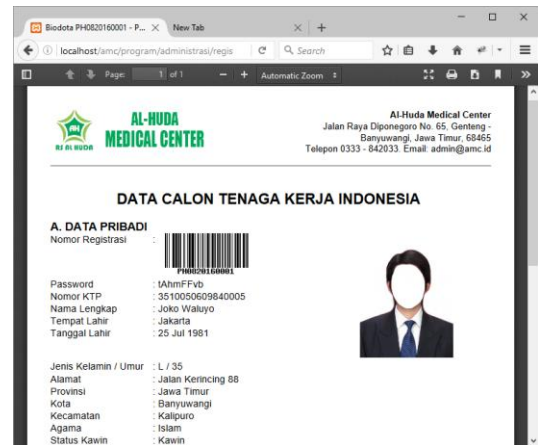 Biodota PH0820160001 - P...
New Tab
localhost/amc/program/administrasi/regis
Search
Page: 1 of 1
Automatic Zoom
RS Al HUDA
AL-HUDA
MEDICAL CENTER
Al-Huda Medical Center
Jalan Raya Diponegoro No. 65, Genteng -
Banyuwangi, Jawa Timur, 68465
Telepon 0333 - 842033. Email: admin@amc.id
DATA CALON TENAGA KERJA INDONESIA
A. DATA PRIBADI
Nomor Registrasi :
PH0820160001
Password : tAhmFFvb
Nomor KTP : 3510050609840005
Nama Lengkap : Joko Waluyo
Tempat Lahir : Jakarta
Tanggal Lahir : 25 Jul 1981
Jenis Kelamin / Umur : L / 35
Alamat : Jalan Kerincing 88
Provinsi : Jawa Timur
Kota : Banyuwangi
Kecamatan : Kalipuro
Agama : Islam
Status Kawin : Kawin